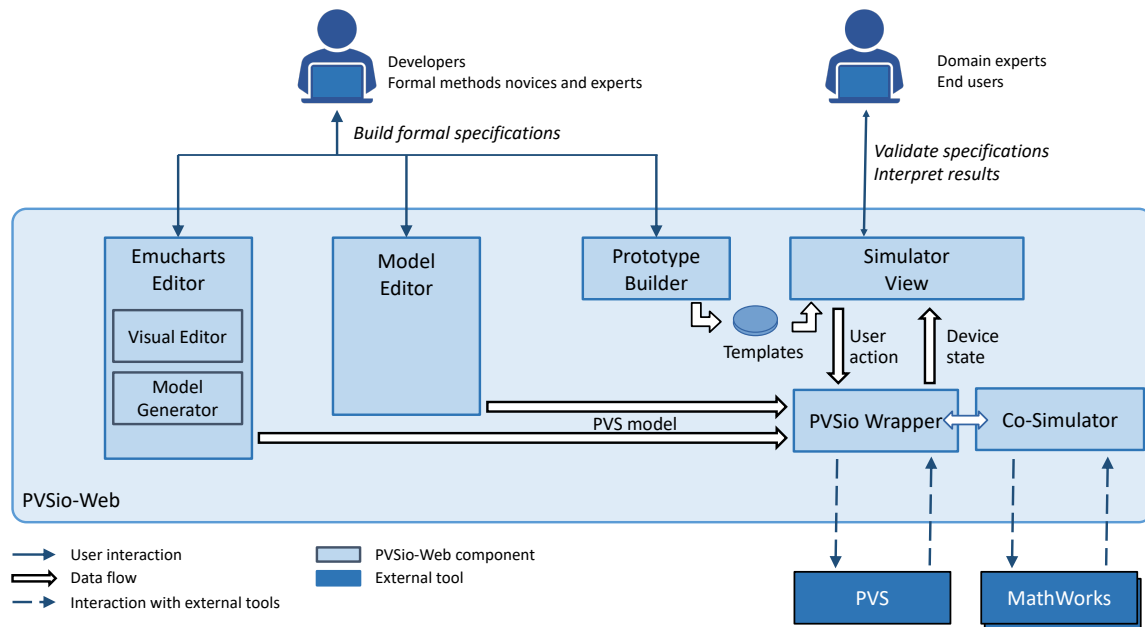 Developers
Formal methods novices and experts
Domain experts
End users
Build formal specifications
Validate specifications
Interpret results
Emucharts
Editor
Visual Editor
Model
Generator
Model
Editor
Prototype
Builder
Simulator
View
Templates
User
action
Device
state
PVS model
PVSio Wrapper
Co-Simulator
PVSio-Web
User interaction
Data flow
Interaction with external tools
PVSio-Web component
External tool
PVS
MathWorks